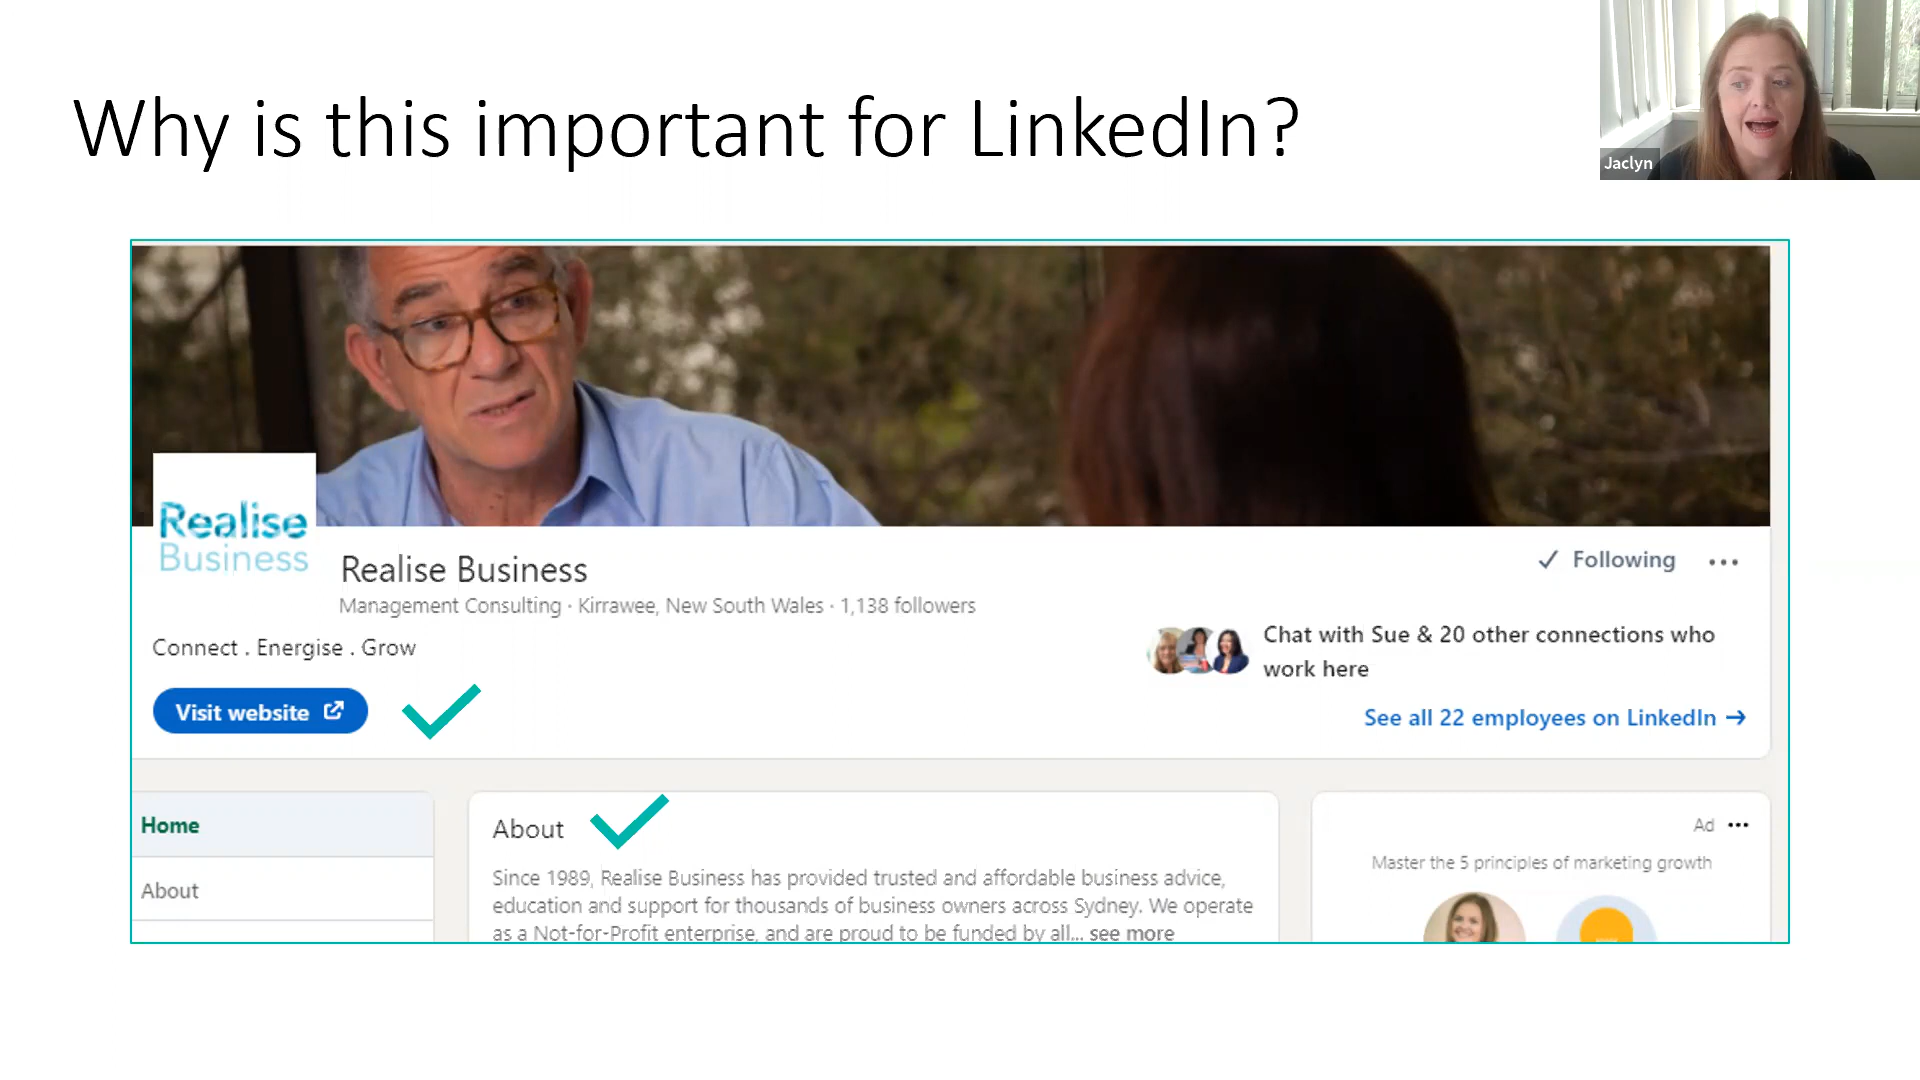 Why is this important for LinkedIn?
Jaclyn
Realise
Business
Realise Business
Management Consulting · Kirrawee, New South Wales · 1,138 followers
Connect . Energise . Grow
Visit website
✓ Following ...
Chat with Sue & 20 other connections who
work here
See all 22 employees on LinkedIn →
Home
About
About
Since 1989, Realise Business has provided trusted and affordable business advice,
education and support for thousands of business owners across Sydney. We operate
as a Not-for-Profit enterprise, and are proud to be funded by all... see more
Ad ...
Master the 5 principles of marketing growth